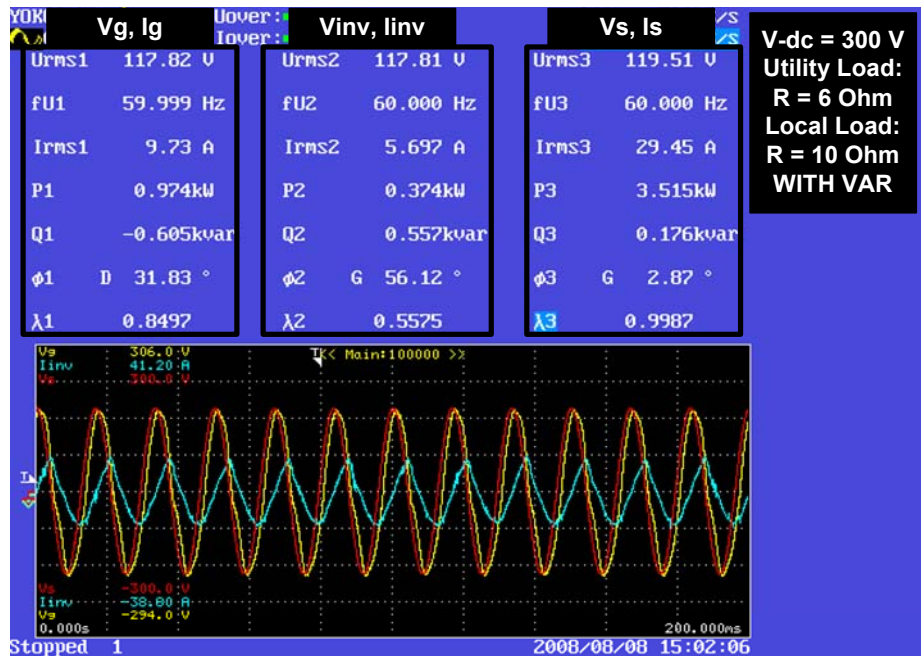 YOK
Uover:
Iover:
/S
/S
Vg, Ig
Vinv, Iinv
Vs, Is
V-dc = 300 V
Utility Load:
R = 6 Ohm
Local Load:
R = 10 Ohm
WITH VAR
Urms1 117.82 V
fU1 59.999 Hz
Irms1 9.73 A
P1 0.974kW
Q1 -0.605kvar
φ1 D 31.83 °
λ1 0.8497
Urms2 117.81 V
fU2 60.000 Hz
Irms2 5.697 A
P2 0.374kW
Q2 0.557kvar
φ2 G 56.12 °
λ2 0.5575
Urms3 119.51 V
fU3 60.000 Hz
Irms3 29.45 A
P3 3.515kW
Q3 0.176kvar
φ3 G 2.87 °
λ3 0.9987
Vg 306.0 V
Iinv 41.20 A
Vs 300.0 V
<< Main:100000 >>
T
Vs -300.0 V
Iinv -38.80 A
Vg -294.0 V
0.000s 200.000ms
Stopped 1 2008/08/08 15:02:06